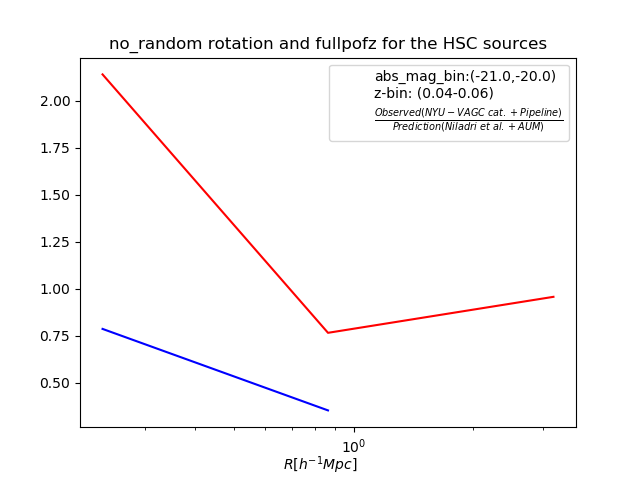 no_random rotation and fullpofz for the HSC sources
abs_mag_bin:(-21.0,-20.0)
z-bin: (0.04-0.06)
Observed(NYU−VAGC cat. + Pipeline)
Prediction(Niladri et al. + AUM)
2.00
1.75
1.50
1.25
1.00
0.75
0.50
10⁰
R[h⁻¹Mpc]